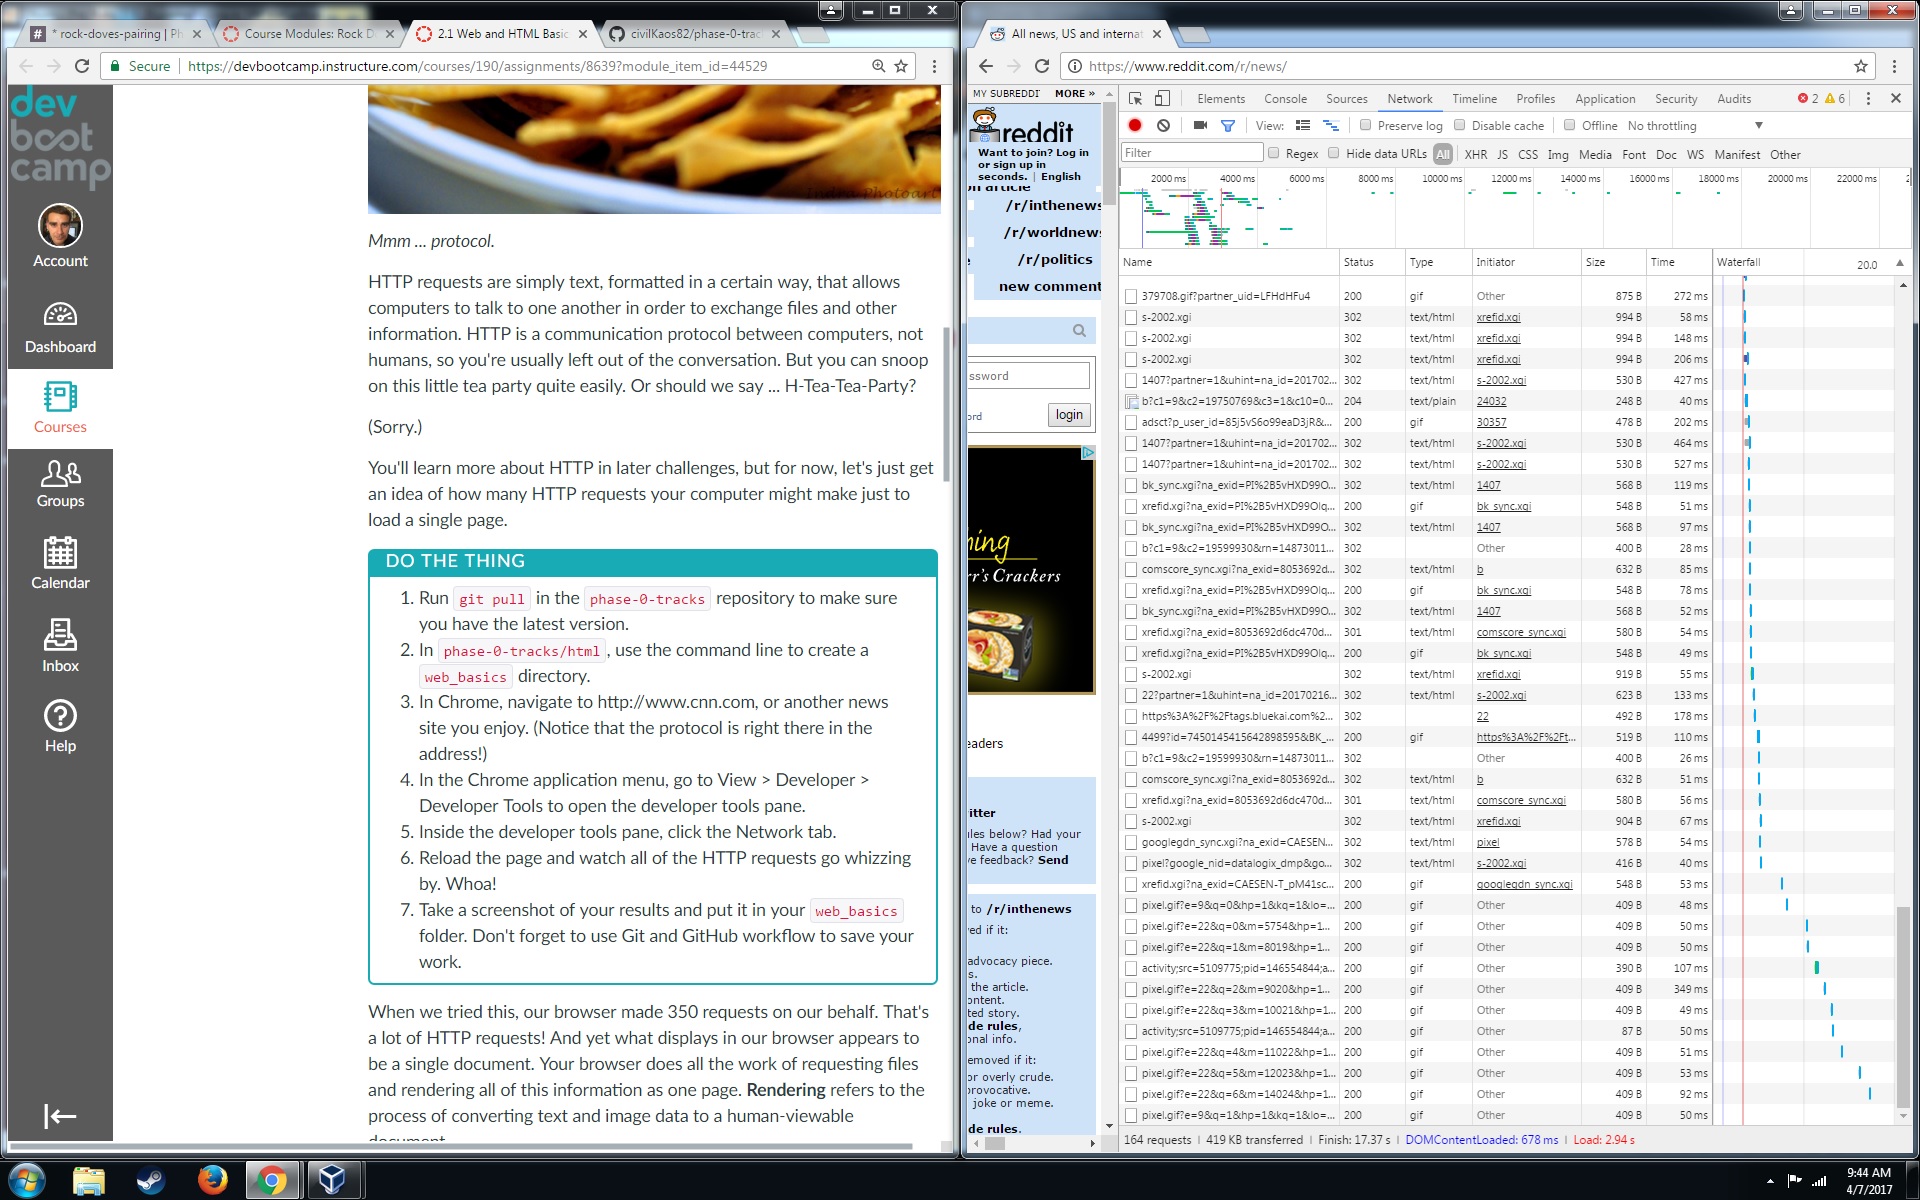 * rock-doves-pairing | Ph
Course Modules: Rock D
2.1 Web and HTML Basic
civilKaos82/phase-0-trac
Secure
https://devbootcamp.instructure.com/courses/190/assignments/8639?module_item_id=44529
dev
boot
camp
Account
Dashboard
Courses
Groups
Calendar
Inbox
Help
Indra Photoart
Mmm ... protocol.
HTTP requests are simply text, formatted in a certain way, that allows
computers to talk to one another in order to exchange files and other
information. HTTP is a communication protocol between computers, not
humans, so you're usually left out of the conversation. But you can snoop
on this little tea party quite easily. Or should we say ... H-Tea-Tea-Party?
(Sorry.)
You'll learn more about HTTP in later challenges, but for now, let's just get
an idea of how many HTTP requests your computer might make just to
load a single page.
DO THE THING
1. Run git pull in the phase-0-tracks repository to make sure
you have the latest version.
2. In phase-0-tracks/html, use the command line to create a
web_basics directory.
3. In Chrome, navigate to http://www.cnn.com, or another news
site you enjoy. (Notice that the protocol is right there in the
address!)
4. In the Chrome application menu, go to View > Developer >
Developer Tools to open the developer tools pane.
5. Inside the developer tools pane, click the Network tab.
6. Reload the page and watch all of the HTTP requests go whizzing
by. Whoa!
7. Take a screenshot of your results and put it in your web_basics
folder. Don't forget to use Git and GitHub workflow to save your
work.
When we tried this, our browser made 350 requests on our behalf. That's
a lot of HTTP requests! And yet what displays in our browser appears to
be a single document. Your browser does all the work of requesting files
and rendering all of this information as one page. Rendering refers to the
process of converting text and image data to a human-viewable
document
All news, US and internat
https://www.reddit.com/r/news/
MY SUBREDDI MORE »
reddit
Want to join? Log in
or sign up in
seconds. | English
on article
/r/inthenews
/r/worldnews
/r/politics
new comment
ssword
rd
login
ning
rr's Crackers
eaders
itter
les below? Had your
Have a question
e feedback? Send
to /r/inthenews
ed if it:
advocacy piece.
s.
the article.
ontent.
ted story.
de rules,
onal info.
emoved if it:
or overly crude.
provocative.
joke or meme.
de rules.
Elements Console Sources Network Timeline Profiles Application Security Audits 2 6
View: Preserve log Disable cache Offline No throttling
Filter Regex Hide data URLs All XHR JS CSS Img Media Font Doc WS Manifest Other
2000 ms 4000 ms 6000 ms 8000 ms 10000 ms 12000 ms 14000 ms 16000 ms 18000 ms 20000 ms 22000 ms
Name Status Type Initiator Size Time Waterfall 20.0
379708.gif?partner_uid=LFHdHFu4 200 gif Other 875 B 272 ms
s-2002.xgi 302 text/html xrefid.xgi 994 B 58 ms
s-2002.xgi 302 text/html xrefid.xgi 994 B 148 ms
s-2002.xgi 302 text/html xrefid.xgi 994 B 206 ms
1407?partner=1&uhint=na_id=201702... 302 text/html s-2002.xgi 530 B 427 ms
b?c1=9&c2=19750769&c3=1&c10=0... 204 text/plain 24032 248 B 40 ms
adsct?p_user_id=85j5vS6o99eaD3jR&... 200 gif 30357 478 B 202 ms
1407?partner=1&uhint=na_id=201702... 302 text/html s-2002.xgi 530 B 464 ms
1407?partner=1&uhint=na_id=201702... 302 text/html s-2002.xgi 530 B 527 ms
bk_sync.xgi?na_exid=PI%2B5vHXD99O... 302 text/html 1407 568 B 119 ms
xrefid.xgi?na_exid=PI%2B5vHXD99Olq... 200 gif bk_sync.xgi 548 B 51 ms
bk_sync.xgi?na_exid=PI%2B5vHXD99O... 302 text/html 1407 568 B 97 ms
b?c1=9&c2=19599930&rn=14873011... 302 Other 400 B 28 ms
comscore_sync.xgi?na_exid=8053692d... 302 text/html b 632 B 85 ms
xrefid.xgi?na_exid=PI%2B5vHXD99Olq... 200 gif bk_sync.xgi 548 B 78 ms
bk_sync.xgi?na_exid=PI%2B5vHXD99O... 302 text/html 1407 568 B 52 ms
xrefid.xgi?na_exid=8053692d6dc470d... 301 text/html comscore_sync.xgi 580 B 54 ms
xrefid.xgi?na_exid=PI%2B5vHXD99Olq... 200 gif bk_sync.xgi 548 B 49 ms
s-2002.xgi 302 text/html xrefid.xgi 919 B 55 ms
22?partner=1&uhint=na_id=20170216... 302 text/html s-2002.xgi 623 B 133 ms
https%3A%2F%2Ftags.bluekai.com%2... 302 22 492 B 178 ms
4499?id=7450145415642898595&BK_... 200 gif https%3A%2F%2Ft... 519 B 110 ms
b?c1=9&c2=19599930&rn=14873011... 302 Other 400 B 26 ms
comscore_sync.xgi?na_exid=8053692d... 302 text/html b 632 B 51 ms
xrefid.xgi?na_exid=8053692d6dc470d... 301 text/html comscore_sync.xgi 580 B 56 ms
s-2002.xgi 302 text/html xrefid.xgi 904 B 67 ms
googlegdn_sync.xgi?na_exid=CAESEN... 302 text/html pixel 578 B 54 ms
pixel?google_nid=datalogix_dmp&go... 302 text/html s-2002.xgi 416 B 40 ms
xrefid.xgi?na_exid=CAESEN-T_pM41sc... 200 gif googlegdn_sync.xgi 548 B 53 ms
pixel.gif?e=9&q=0&hp=1&kq=1&lo=... 200 gif Other 409 B 48 ms
pixel.gif?e=22&q=0&m=5754&hp=1... 200 gif Other 409 B 50 ms
pixel.gif?e=22&q=1&m=8019&hp=1... 200 gif Other 409 B 50 ms
activity;src=5109775;pid=146554844;a... 200 gif Other 390 B 107 ms
pixel.gif?e=22&q=2&m=9020&hp=1... 200 gif Other 409 B 349 ms
pixel.gif?e=22&q=3&m=10021&hp=1... 200 gif Other 409 B 49 ms
activity;src=5109775;pid=146554844;a... 200 gif Other 87 B 50 ms
pixel.gif?e=22&q=4&m=11022&hp=1... 200 gif Other 409 B 51 ms
pixel.gif?e=22&q=5&m=12023&hp=1... 200 gif Other 409 B 53 ms
pixel.gif?e=22&q=6&m=14024&hp=1... 200 gif Other 409 B 92 ms
pixel.gif?e=9&q=1&hp=1&kq=1&lo=... 200 gif Other 409 B 50 ms
164 requests | 419 KB transferred | Finish: 17.37 s | DOMContentLoaded: 678 ms | Load: 2.94 s
9:44 AM
4/7/2017